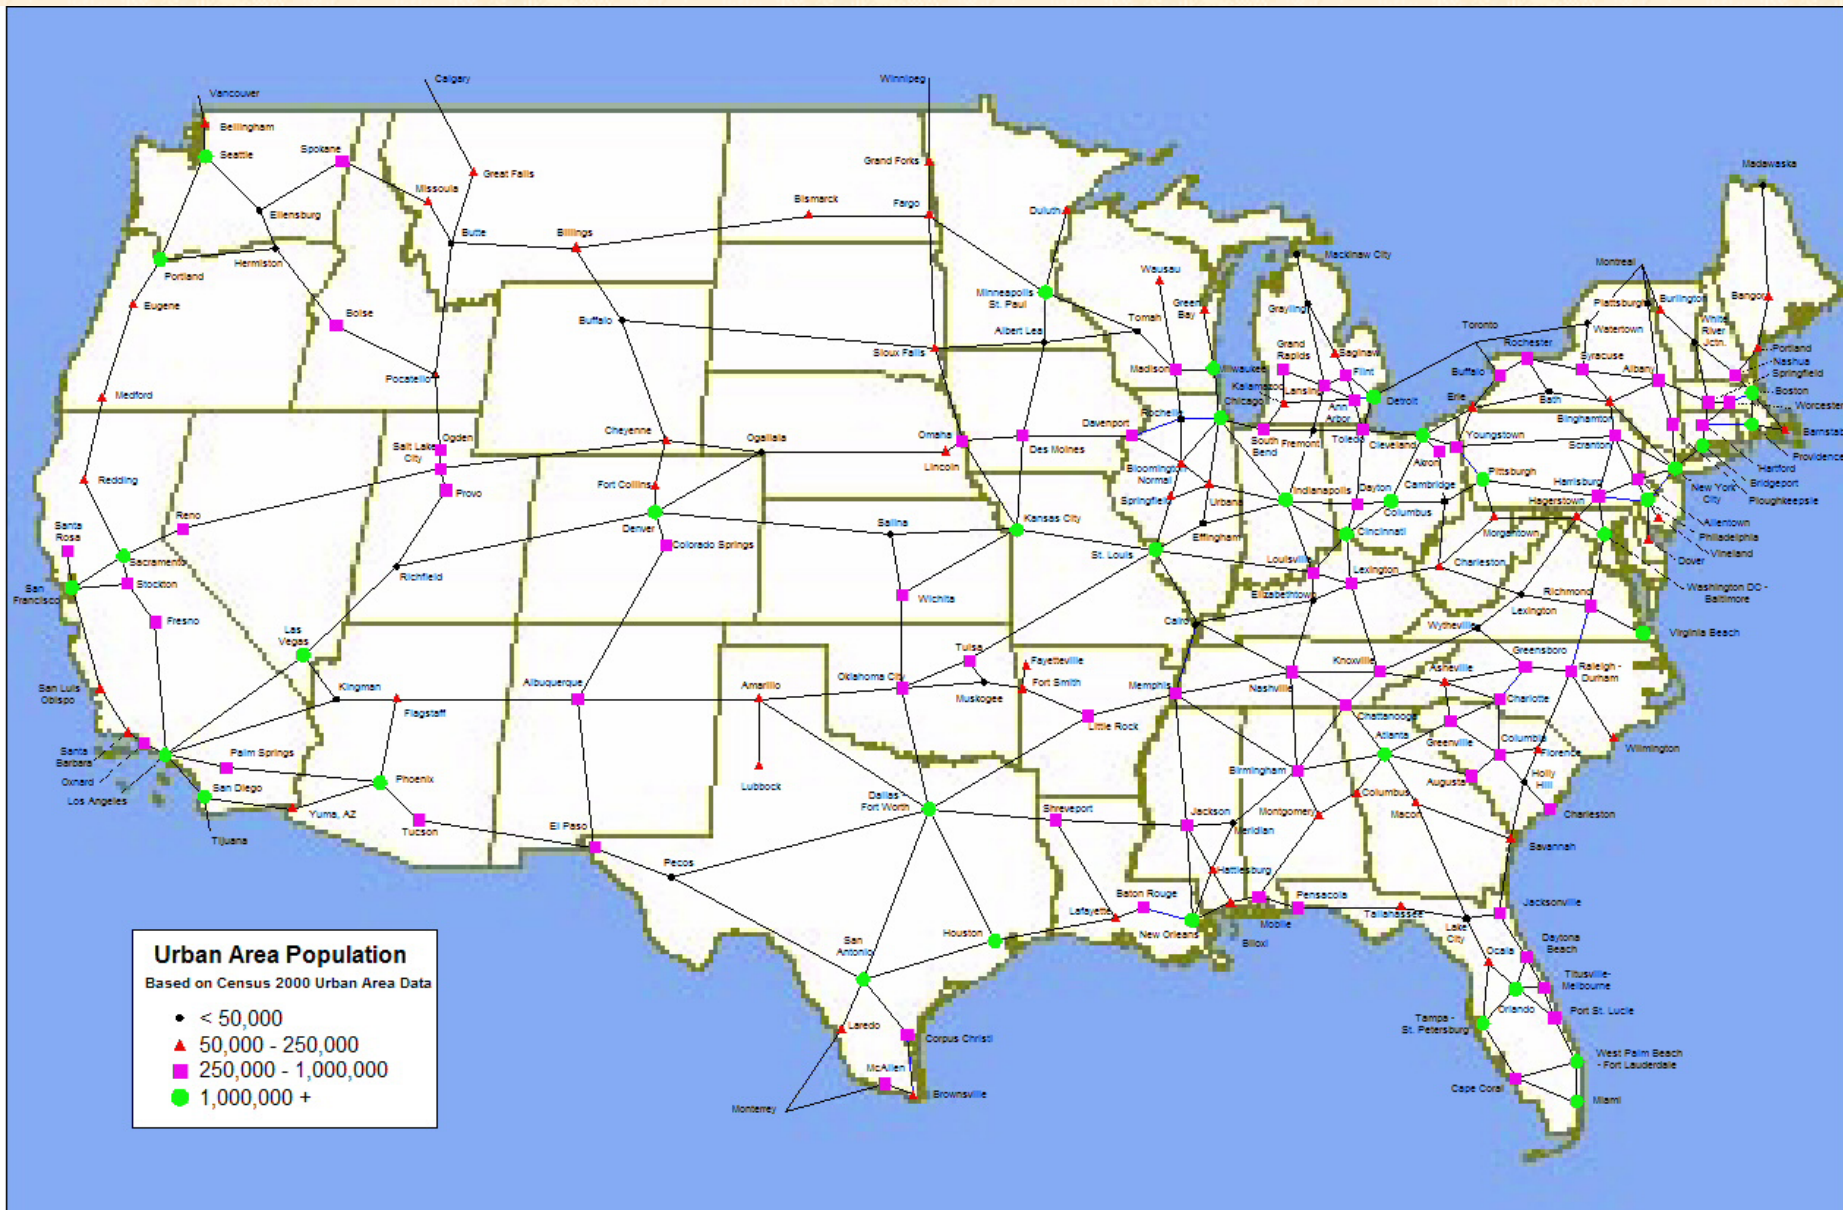 Calgary
Winnipeg
Vancouver
Bellingham
Seattle
Spokane
Grand Forks
Madawaska
Great Falls
Missoula
Bismarck
Fargo
Duluth
Ellensburg
Butte
Billings
Mackinaw City
Hermiston
Portland
Montreal
Wausau
Eugene
Minneapolis
St. Paul
Green
Bay
Grayling
Plattsburgh
Burlington
Bangor
Boise
Buffalo
Albert Lea
Tomah
Toronto
Watertown
White
River
Jctn.
Sioux Falls
Grand
Rapids
Saginaw
Rochester
Syracuse
Portland
Nashua
Pocatello
Madison
Milwaukee
Flint
Buffalo
Albany
Springfield
Kalamazoo
Lansing
Boston
Medford
Chicago
Detroit
Erie
Bath
Worcester
Ann
Arbor
Rochelle
Binghamton
Barnstab
Ogden
Cheyenne
Ogallala
Omaha
Davenport
South
Bend
Fremont
Toledo
Cleveland
Youngstown
Scranton
Providence
Salt Lake
City
Des Moines
Akron
Hartford
Lincoln
Bloomington
Normal
Pittsburgh
Bridgeport
Redding
Provo
Fort Collins
Springfield
Urbana
Indianapolis
Dayton
Cambridge
Harrisburg
Hagerstown
New York
City
Ploughkeepsie
Columbus
Reno
Denver
Salina
Kansas City
Effingham
Cincinnati
Morgantown
Allentown
Philadelphia
Vineland
Santa
Rosa
Sacramento
Colorado Springs
St. Louis
Louisville
Lexington
Charleston
Dover
Richfield
Stockton
San
Francisco
Wichita
Elizabethtown
Richmond
Lexington
Washington DC -
Baltimore
Fresno
Cairo
Wytheville
Virginia Beach
Las
Vegas
Tulsa
Fayetteville
Fort Smith
Knoxville
Greensboro
Asheville
Raleigh -
Durham
Kingman
Albuquerque
Amarillo
Oklahoma City
Muskogee
Memphis
Nashville
San Luis
Obispo
Flagstaff
Little Rock
Chattanooga
Charlotte
Santa
Barbara
Palm Springs
Atlanta
Greenville
Columbia
Florence
Wilmington
Oxnard
Los Angeles
San Diego
Phoenix
Lubbock
Birmingham
Augusta
Holly
Hill
Yuma, AZ
Tucson
El Paso
Dallas -
Fort Worth
Shreveport
Jackson
Meridian
Montgomery
Columbus
Macon
Charleston
Tijuana
Savannah
Pecos
Hattiesburg
Baton Rouge
Pensacola
Jacksonville
Lafayette
New Orleans
Biloxi
Mobile
Tallahassee
Lake
City
San
Antonio
Houston
Ocala
Daytona
Beach
Titusville-
Melbourne
Orlando
Port St. Lucie
Tampa -
St. Petersburg
Laredo
Corpus Christi
McAllen
Brownsville
Monterrey
West Palm Beach
- Fort Lauderdale
Cape Coral
Miami
Urban Area Population
Based on Census 2000 Urban Area Data
< 50,000
50,000 - 250,000
250,000 - 1,000,000
1,000,000 +